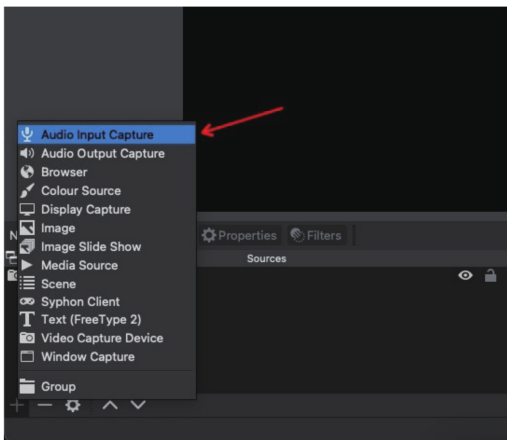 Audio Input Capture
Audio Output Capture
Browser
Colour Source
Display Capture
Image
Image Slide Show
Media Source
Scene
Syphon Client
Text (FreeType 2)
Video Capture Device
Window Capture
Group
Properties
Filters
Sources